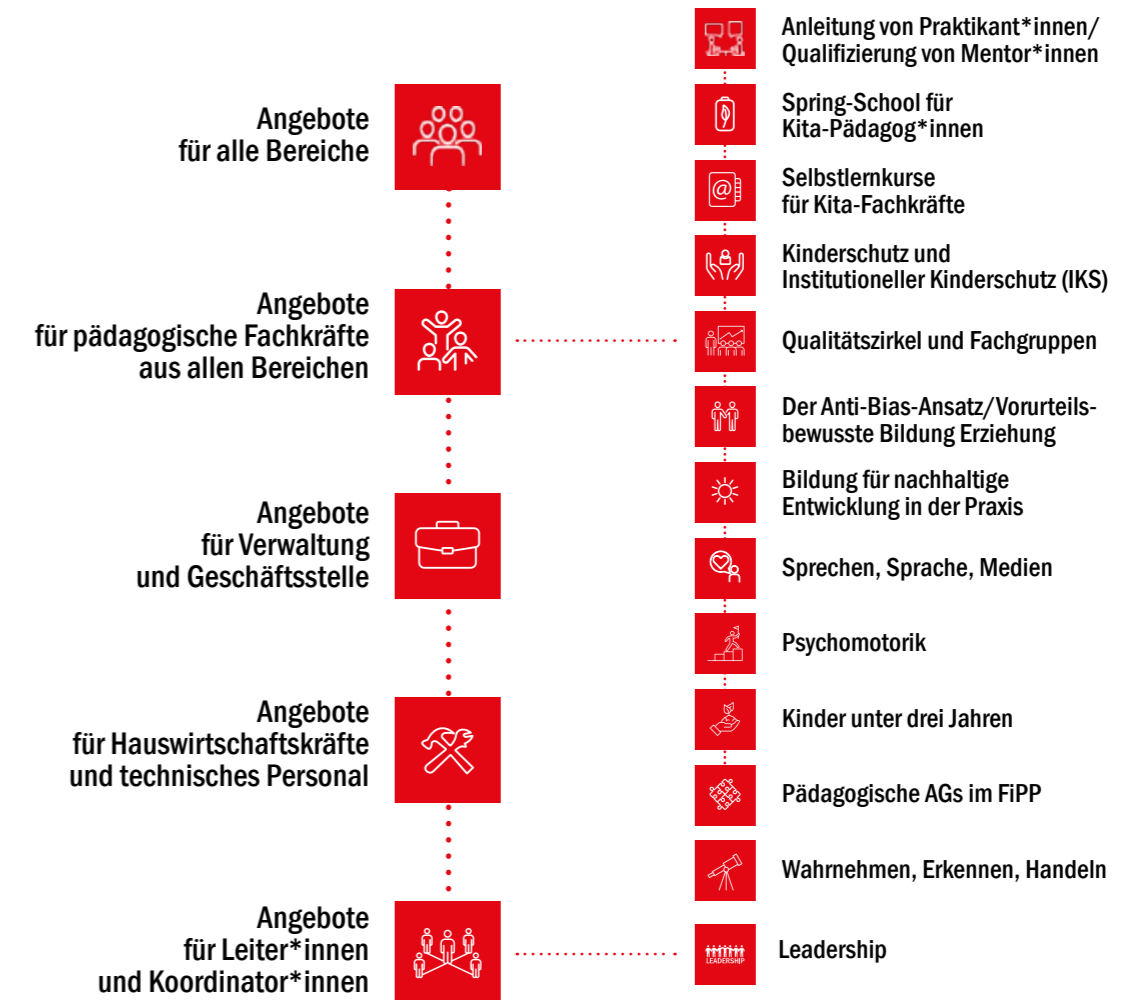 Angebote
für alle Bereiche
Angebote
für pädagogische Fachkräfte
aus allen Bereichen
Angebote
für Verwaltung
und Geschäftsstelle
Angebote
für Hauswirtschaftskräfte
und technisches Personal
Angebote
für Leiter*innen
und Koordinator*innen
Anleitung von Praktikant*innen/
Qualifizierung von Mentor*innen
Spring-School für
Kita-Pädagog*innen
@
Selbstlernkurse
für Kita-Fachkräfte
Kinderschutz und
Institutioneller Kinderschutz (IKS)
Qualitätszirkel und Fachgruppen
Der Anti-Bias-Ansatz/Vorurteils-
bewusste Bildung Erziehung
Bildung für nachhaltige
Entwicklung in der Praxis
Sprechen, Sprache, Medien
Psychomotorik
Kinder unter drei Jahren
Pädagogische AGs im FiPP
Wahrnehmen, Erkennen, Handeln
LEADERSHIP
Leadership